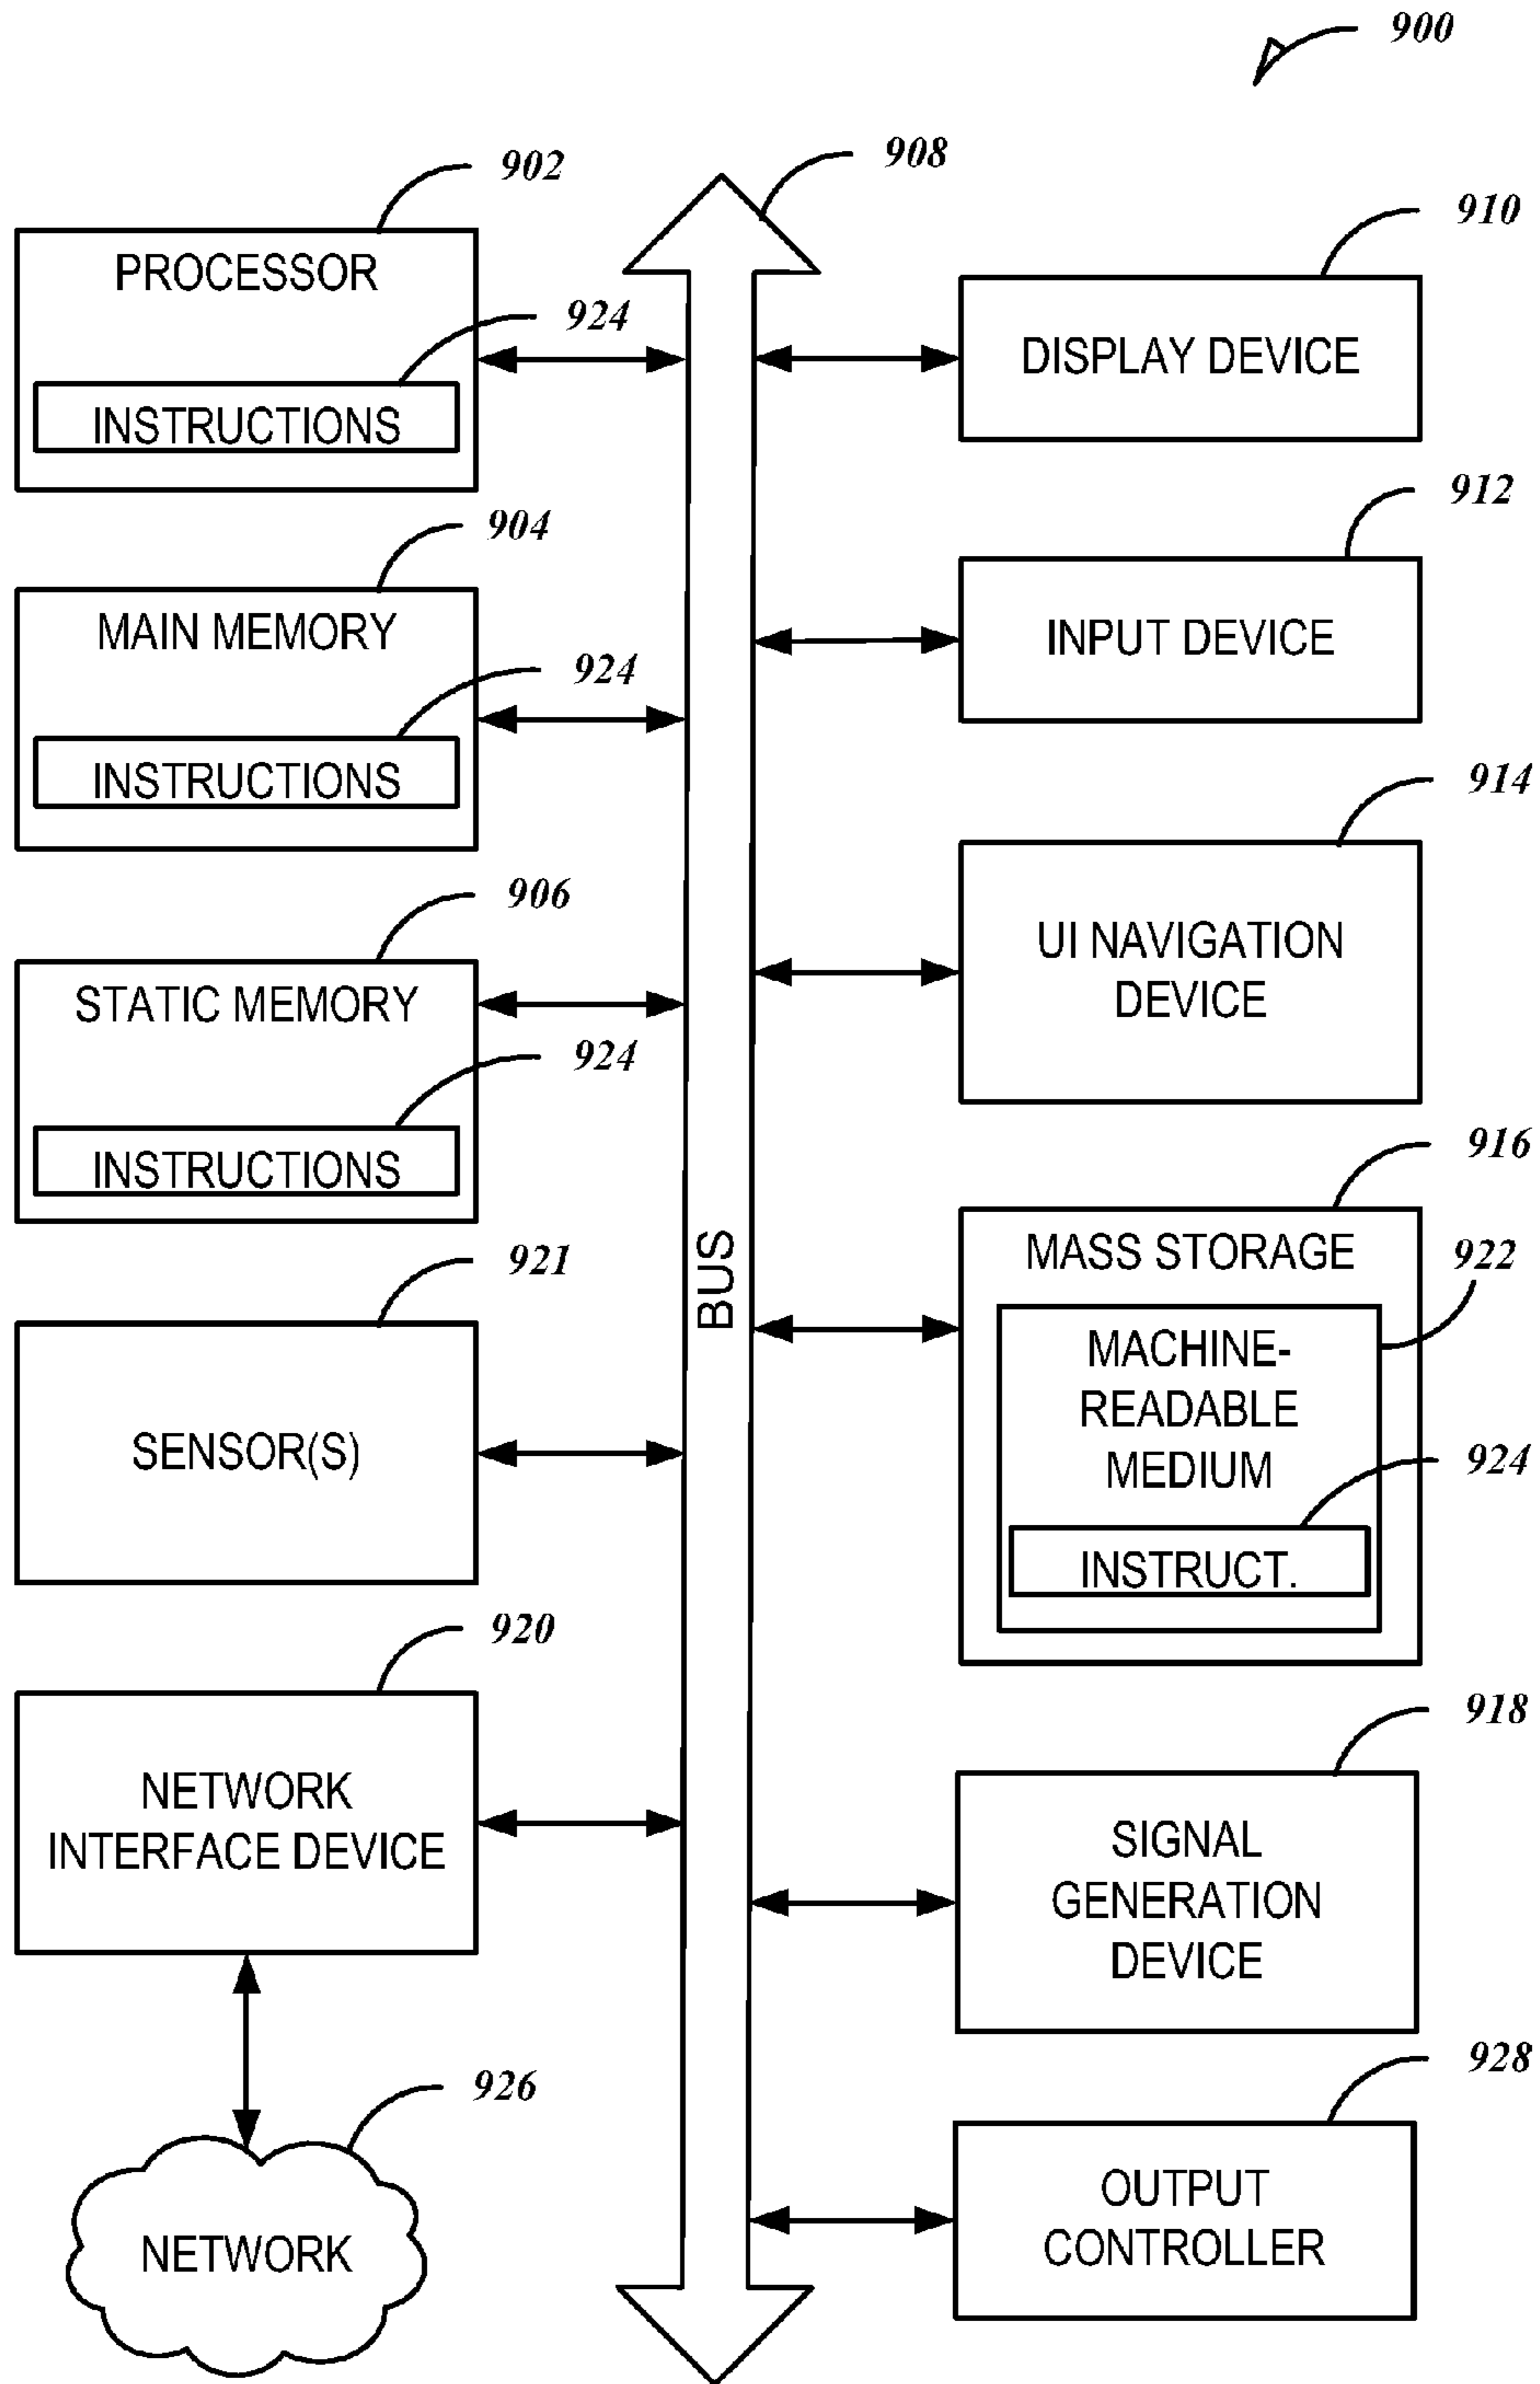 900
908
902
PROCESSOR
924
INSTRUCTIONS
904
MAIN MEMORY
924
INSTRUCTIONS
906
STATIC MEMORY
924
INSTRUCTIONS
921
SENSOR(S)
920
NETWORK
INTERFACE DEVICE
926
NETWORK
BUS
910
DISPLAY DEVICE
912
INPUT DEVICE
914
UI NAVIGATION
DEVICE
916
MASS STORAGE
922
MACHINE-
READABLE
MEDIUM
924
INSTRUCT.
918
SIGNAL
GENERATION
DEVICE
928
OUTPUT
CONTROLLER